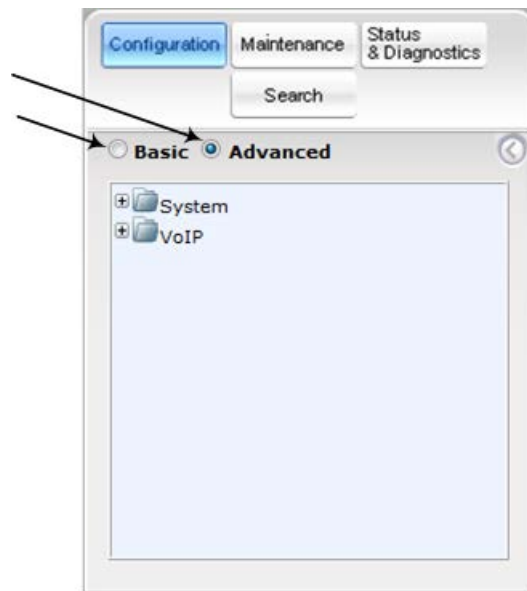 Configuration
Maintenance
Status
& Diagnostics
Search
Basic
Advanced
System
VoIP